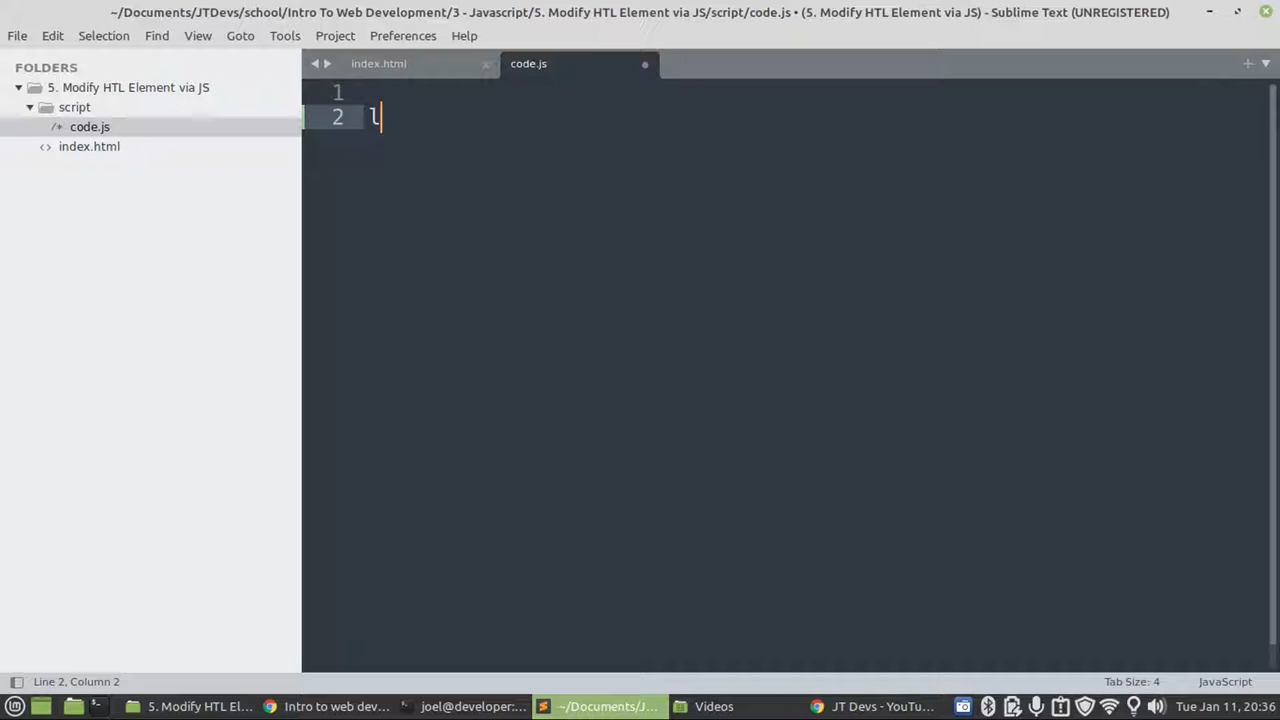 ~/Documents/JTDevs/school/Intro To Web Development/3 - Javascript/5. Modify HTL Element via JS/script/code.js • (5. Modify HTL Element via JS) - Sublime Text (UNREGISTERED)
File Edit Selection Find View Goto Tools Project Preferences Help
FOLDERS
5. Modify HTL Element via JS
script
/* code.js
<> index.html
index.html code.js
1
2 l
Line 2, Column 2 Tab Size: 4 JavaScript
5. Modify HTL El... Intro to web dev... joel@developer:... ~/Documents/J... Videos JT Devs - YouTu... Tue Jan 11, 20:36